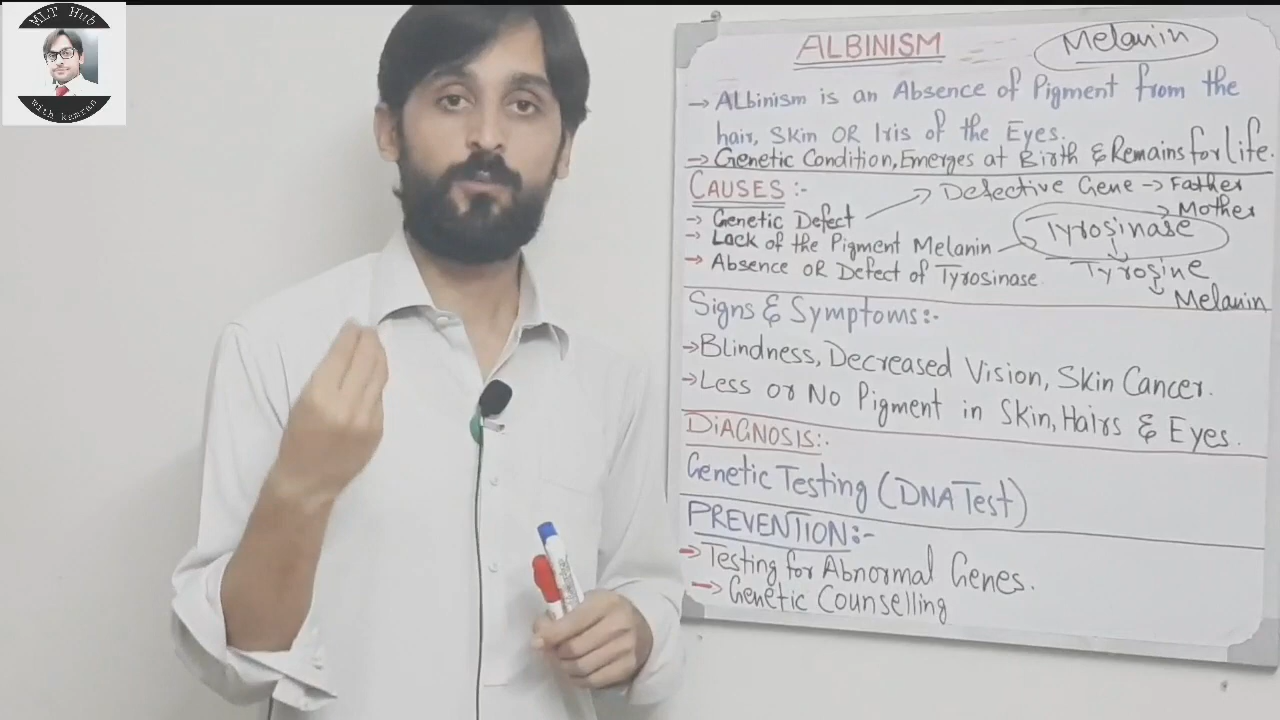 MLT Hub
with kamran
ALBINISM
Melanin
→ ALbinism is an Absence of Pigment from the
hair, Skin OR Iris of the Eyes.
→ Genetic Condition, Emerges at Birth & Remains for Life.
CAUSES :-
→ Genetic Defect → Defective Gene → Father
→ Mother
→ Lack of the Pigment Melanin → Tyrosinase
→ Absence OR Defect of Tyrosinase.
Tyrosine
Melanin
Signs & Symptoms:-
→ Blindness, Decreased Vision, Skin Cancer.
→ Less or No Pigment in Skin, Hairs & Eyes.
DiAGNOSIS:-
Genetic Testing (DNA Test)
PREVENTION:-
→ Testing for Abnormal Genes.
→ Genetic Counselling